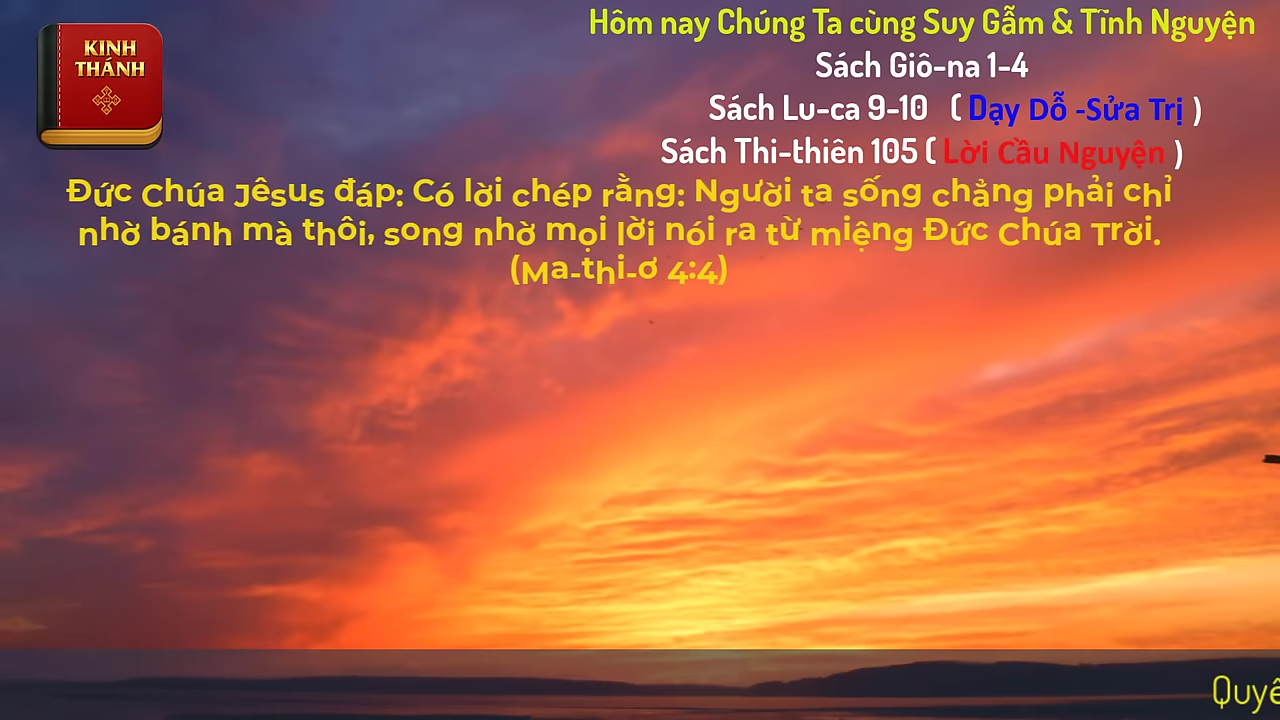 KINH
THÁNH
Hôm nay Chúng Ta cùng Suy Gẫm & Tĩnh Nguyện
Sách Giô-na 1-4
Sách Lu-ca 9-10 ( Dạy Dỗ -Sửa Trị )
Sách Thi-thiên 105 ( Lời Cầu Nguyện )
Đức Chúa Jêsus đáp: Có lời chép rằng: Người ta sống chẳng phải chỉ
nhờ bánh mà thôi, song nhờ mọi lời nói ra từ miệng Đức Chúa Trời.
(Ma-thi-ơ 4:4)